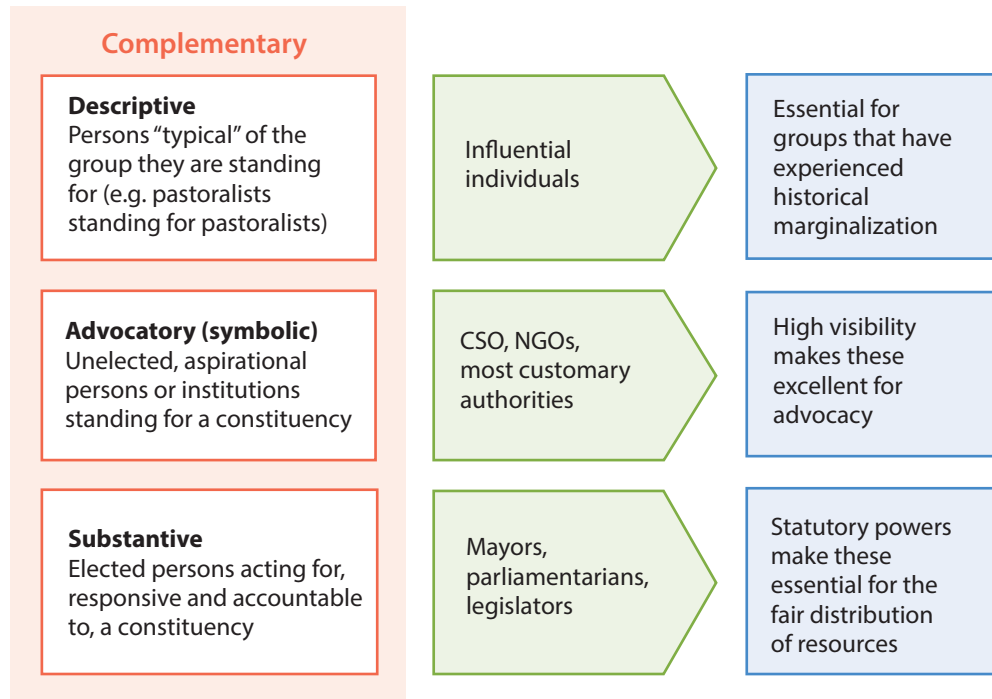 Complementary
Descriptive
Persons “typical” of the
group they are standing
for (e.g. pastoralists
standing for pastoralists)
Influential
individuals
Essential for
groups that have
experienced
historical
marginalization
Advocatory (symbolic)
Unelected, aspirational
persons or institutions
standing for a constituency
CSO, NGOs,
most customary
authorities
High visibility
makes these
excellent for
advocacy
Substantive
Elected persons acting for,
responsive and accountable
to, a constituency
Mayors,
parliamentarians,
legislators
Statutory powers
make these
essential for the
fair distribution
of resources